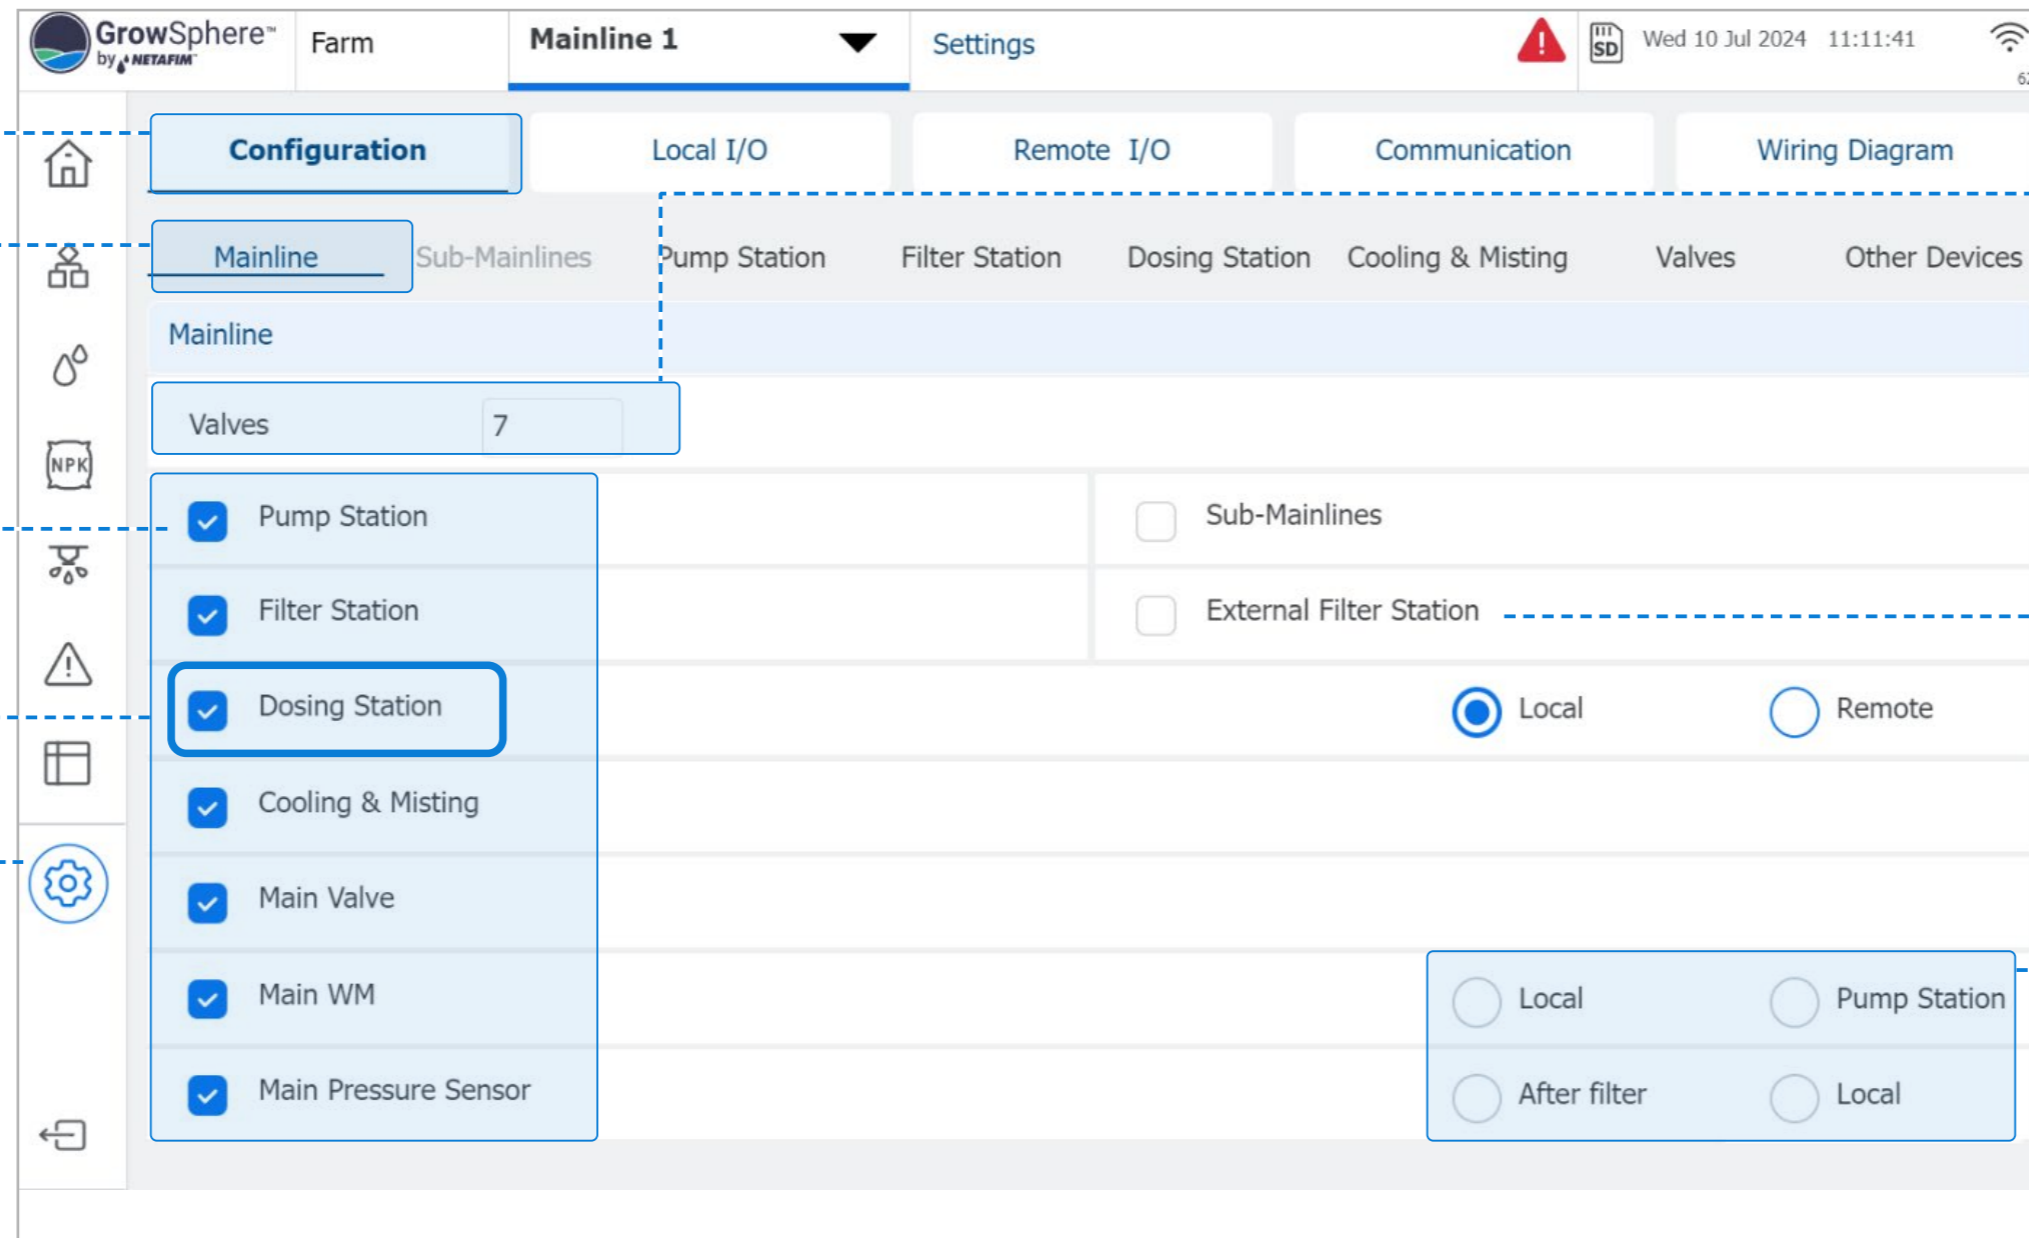 GrowSphere™
by NETAFIM™
Farm
Mainline 1
Settings
SD
Wed 10 Jul 2024 11:11:41
Configuration
Local I/O
Remote I/O
Communication
Wiring Diagram
Mainline
Sub-Mainlines
Pump Station
Filter Station
Dosing Station
Cooling & Misting
Valves
Other Devices
Mainline
Valves 7
NPK
Pump Station
Sub-Mainlines
Filter Station
External Filter Station
Dosing Station
Local
Remote
Cooling & Misting
Main Valve
Main WM
Local
Pump Station
Main Pressure Sensor
After filter
Local